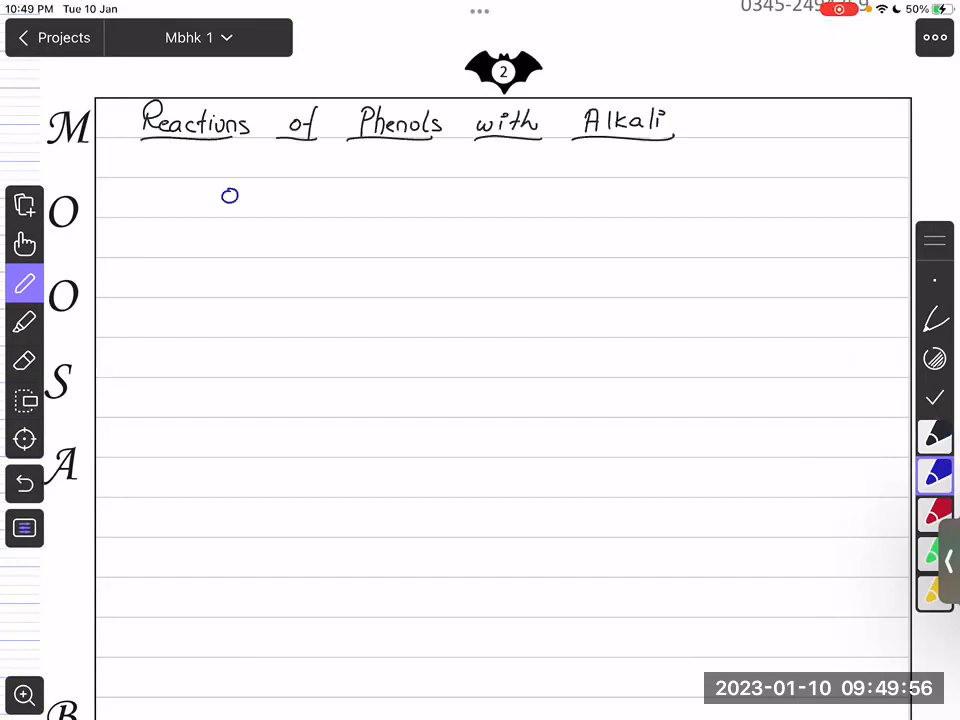 10:49 PM Tue 10 Jan
50%
Projects
Mbhk 1
2
Reactions of Phenols with Alkali
O
M
O
O
S
A
B
2023-01-10 09:49:56